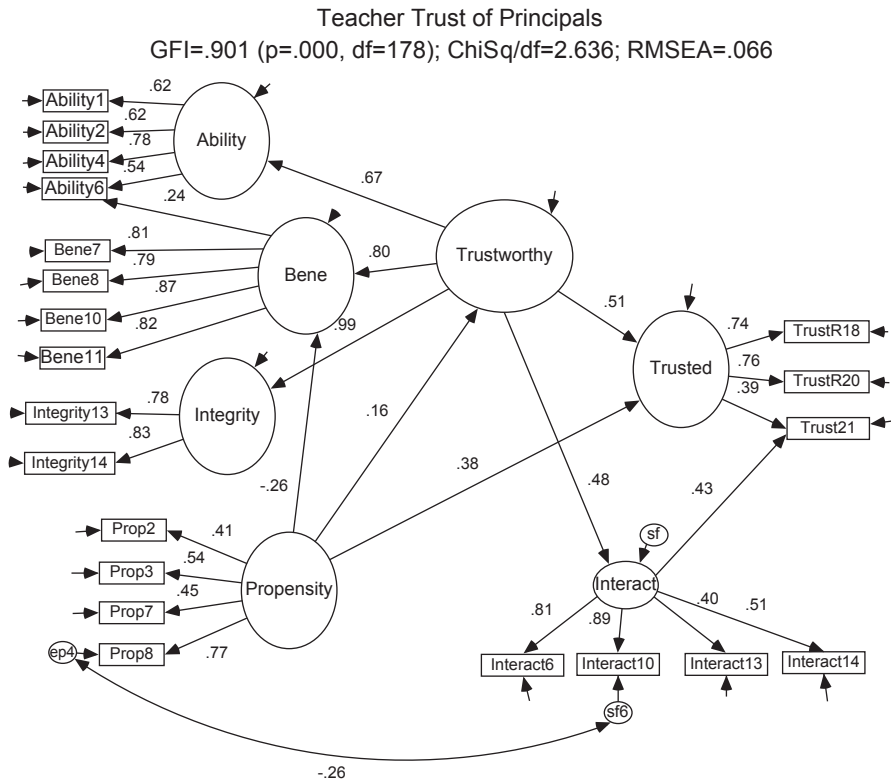 Teacher Trust of Principals
GFI=.901 (p=.000, df=178); ChiSq/df=2.636; RMSEA=.066
.62
Ability1
.62
Ability2
.78
Ability4
.54
Ability6
Ability
.24
.67
.81
Bene7
.79
Bene8
.87
Bene10
.82
Bene11
Bene
.80
Trustworthy
.99
.51
Trusted
.74
TrustR18
.76
TrustR20
.39
Trust21
.78
Integrity13
.83
Integrity14
Integrity
.16
.38
-.26
.48
.43
.41
Prop2
.54
Prop3
.45
Prop7
.77
Prop8
ep4
Propensity
sf
Interact
.81
.89
.40
.51
Interact6
Interact10
Interact13
Interact14
sf6
-.26